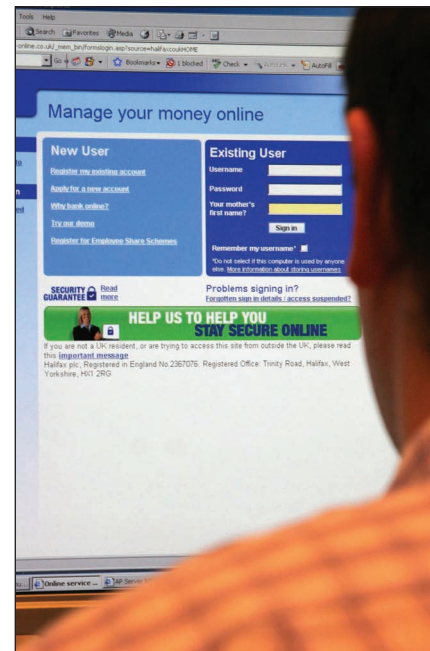 Tools Help
Search Favorites Media
-online.co.uk/_mem_bin/formslogin.asp?source=halifaxcoukHOME
Go Bookmarks 1 blocked Check AutoLink AutoFill
Manage your money online
New User
Register my existing account
Apply for a new account
Why bank online?
Try our demo
Register for Employee Share Schemes
Existing User
Username
Password
Your mother's
first name?
Sign in
Remember my username*
*Do not select if this computer is used by anyone
else. More information about storing usernames
SECURITY
GUARANTEE
Read
more
Problems signing in?
Forgotten sign in details / access suspended?
HELP US TO HELP YOU
STAY SECURE ONLINE
If you are not a UK resident, or are trying to access this site from outside the UK, please read
this important message
Halifax plc, Registered in England No.2367076. Registered Office: Trinity Road, Halifax, West
Yorkshire, HX1 2RG
Online service ... AP Server